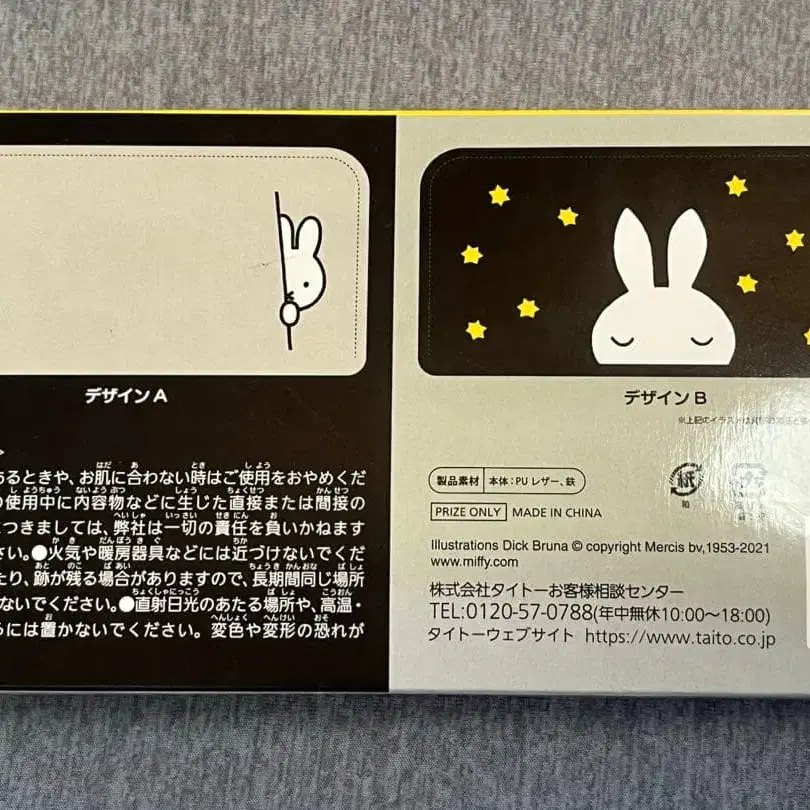 デザインA
あるときや、お肌に合わない時はご使用をおやめくだ
使用中に内容物などに生じた直接または間接の
つきましては、弊社は一切の責任を負いかねます
さい。●火気や暖房器具などには近づけないでくだ
たり、跡が残る場合がありますので、長期間同じ場所
ないでください。●直射日光のあたる場所や、高温・
には置かないでください。変色や変形の恐れが
デザインB
※上記のイラストは
製品素材 本体:PUレザー、鉄
紙
箱
PRIZE ONLY MADE IN CHINA
Illustrations Dick Bruna © copyright Mercis bv,1953-2021
www.miffy.com
株式会社タイトーお客様相談センター
TEL:0120-57-0788(年中無休10:00〜18:00)
タイトーウェブサイト https://www.taito.co.jp